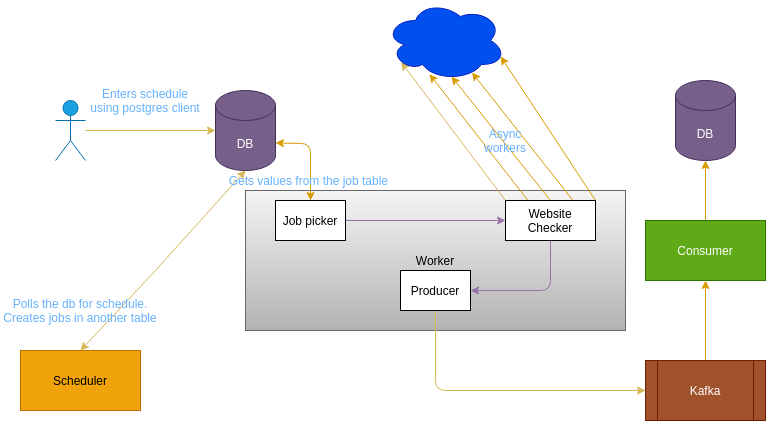 Enters schedule
using postgres client
DB
Async
workers
DB
Gets values from the job table
Job picker
Website
Checker
Worker
Producer
Consumer
Polls the db for schedule.
Creates jobs in another table
Scheduler
Kafka